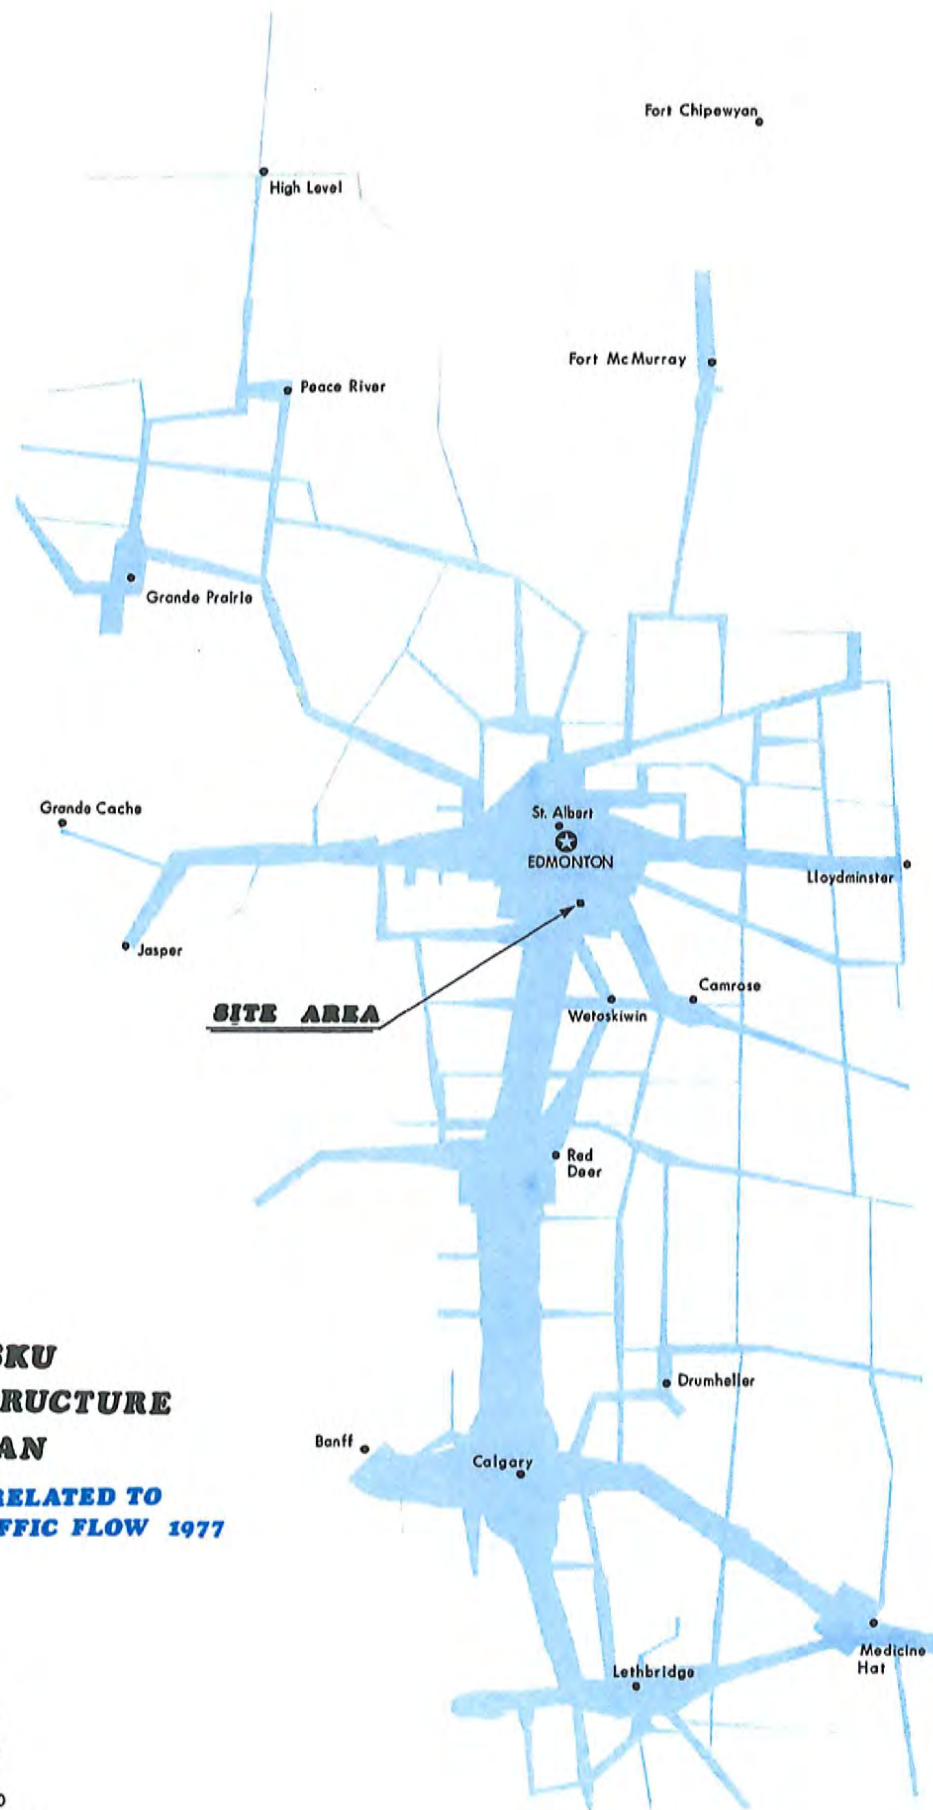 Fort Chipewyan
High Level
Fort McMurray
Peace River
Grande Prairie
Grande Cache
St. Albert
EDMONTON
Lloydminster
Jasper
SITE AREA
Camrose
Wetaskiwin
Red
Deer
SKU
RUCTURE
AN
RELATED TO
FFIC FLOW 1977
Drumheller
Banff
Calgary
Medicine
Hat
Lethbridge